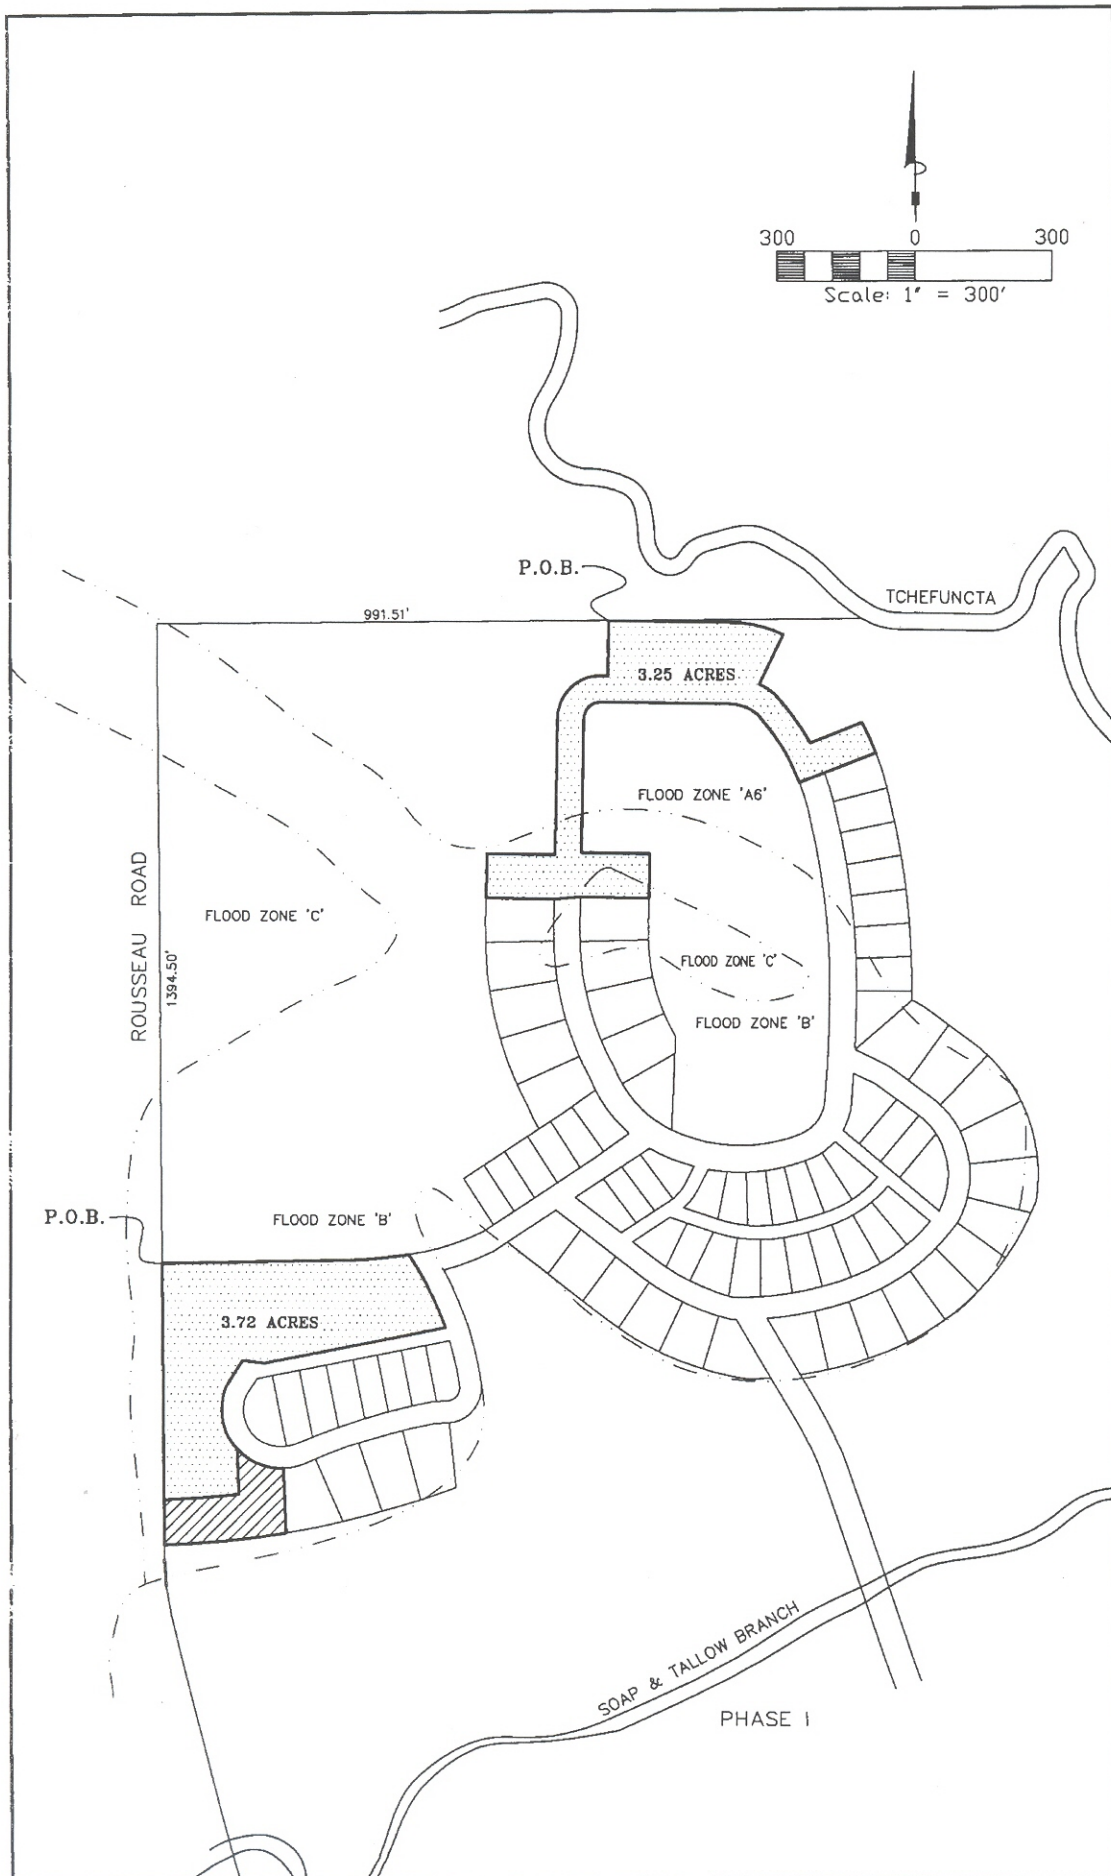 300 0 300
Scale: 1" = 300'
P.O.B.
TCHEFUNCTA
991.51'
3.25 ACRES
FLOOD ZONE 'A6'
ROUSSEAU ROAD
1394.50'
FLOOD ZONE 'C'
FLOOD ZONE 'C'
FLOOD ZONE 'B'
P.O.B.
FLOOD ZONE 'B'
3.72 ACRES
SOAP & TALLOW BRANCH
PHASE I